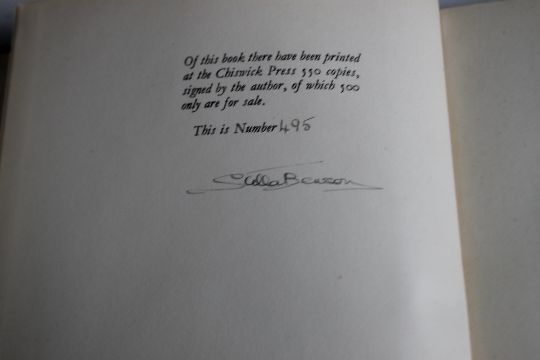 Of this book there have been printed
at the Chiswick Press 550 copies,
signed by the author, of which 500
only are for sale.
This is Number 495
Stella Benson